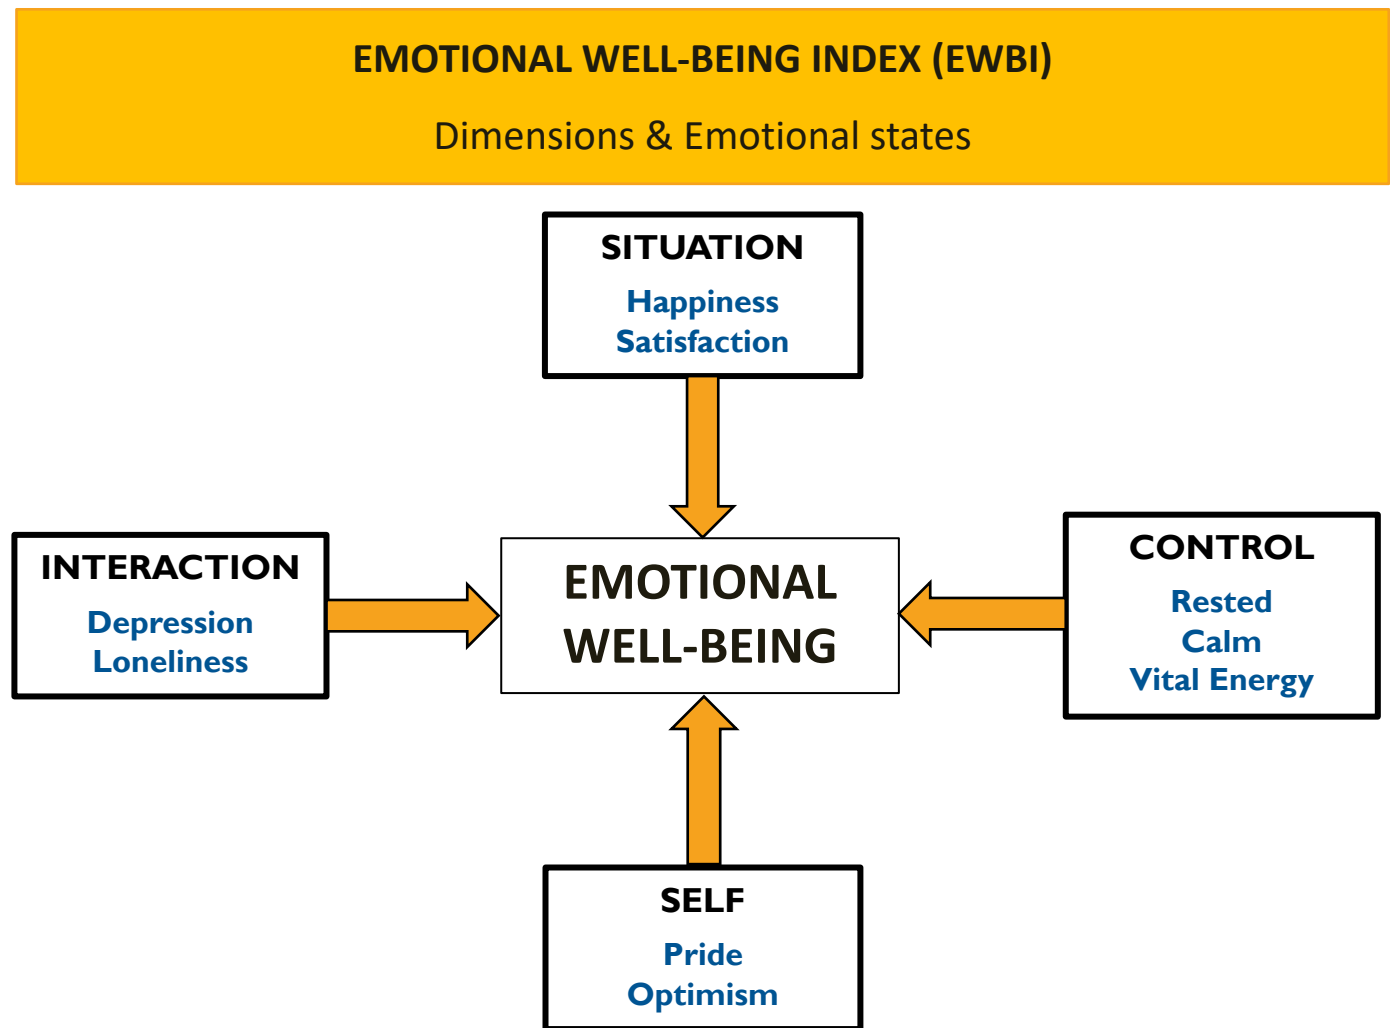 EMOTIONAL WELL-BEING INDEX (EWBI)
Dimensions & Emotional states
SITUATION
Happiness
Satisfaction
INTERACTION
Depression
Loneliness
EMOTIONAL
WELL-BEING
CONTROL
Rested
Calm
Vital Energy
SELF
Pride
Optimism